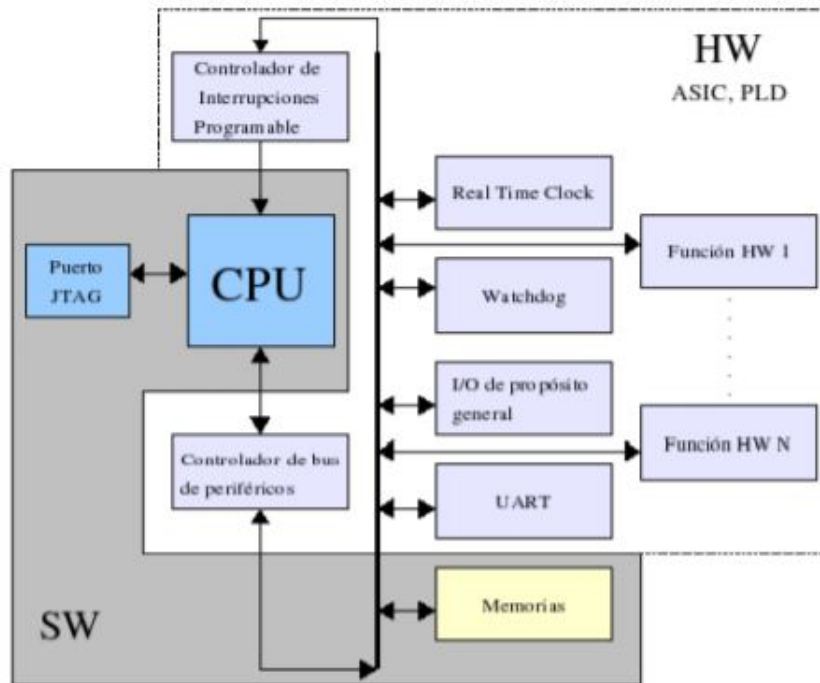 HW
ASIC, PLD
Controlador de
Interrupciones
Programable
Real Time Clock
Puerto
JTAG
CPU
Función HW 1
Watchdog
I/O de propósito
general
Función HW N
Controlador de bus
de periféricos
UART
SW
Memorias